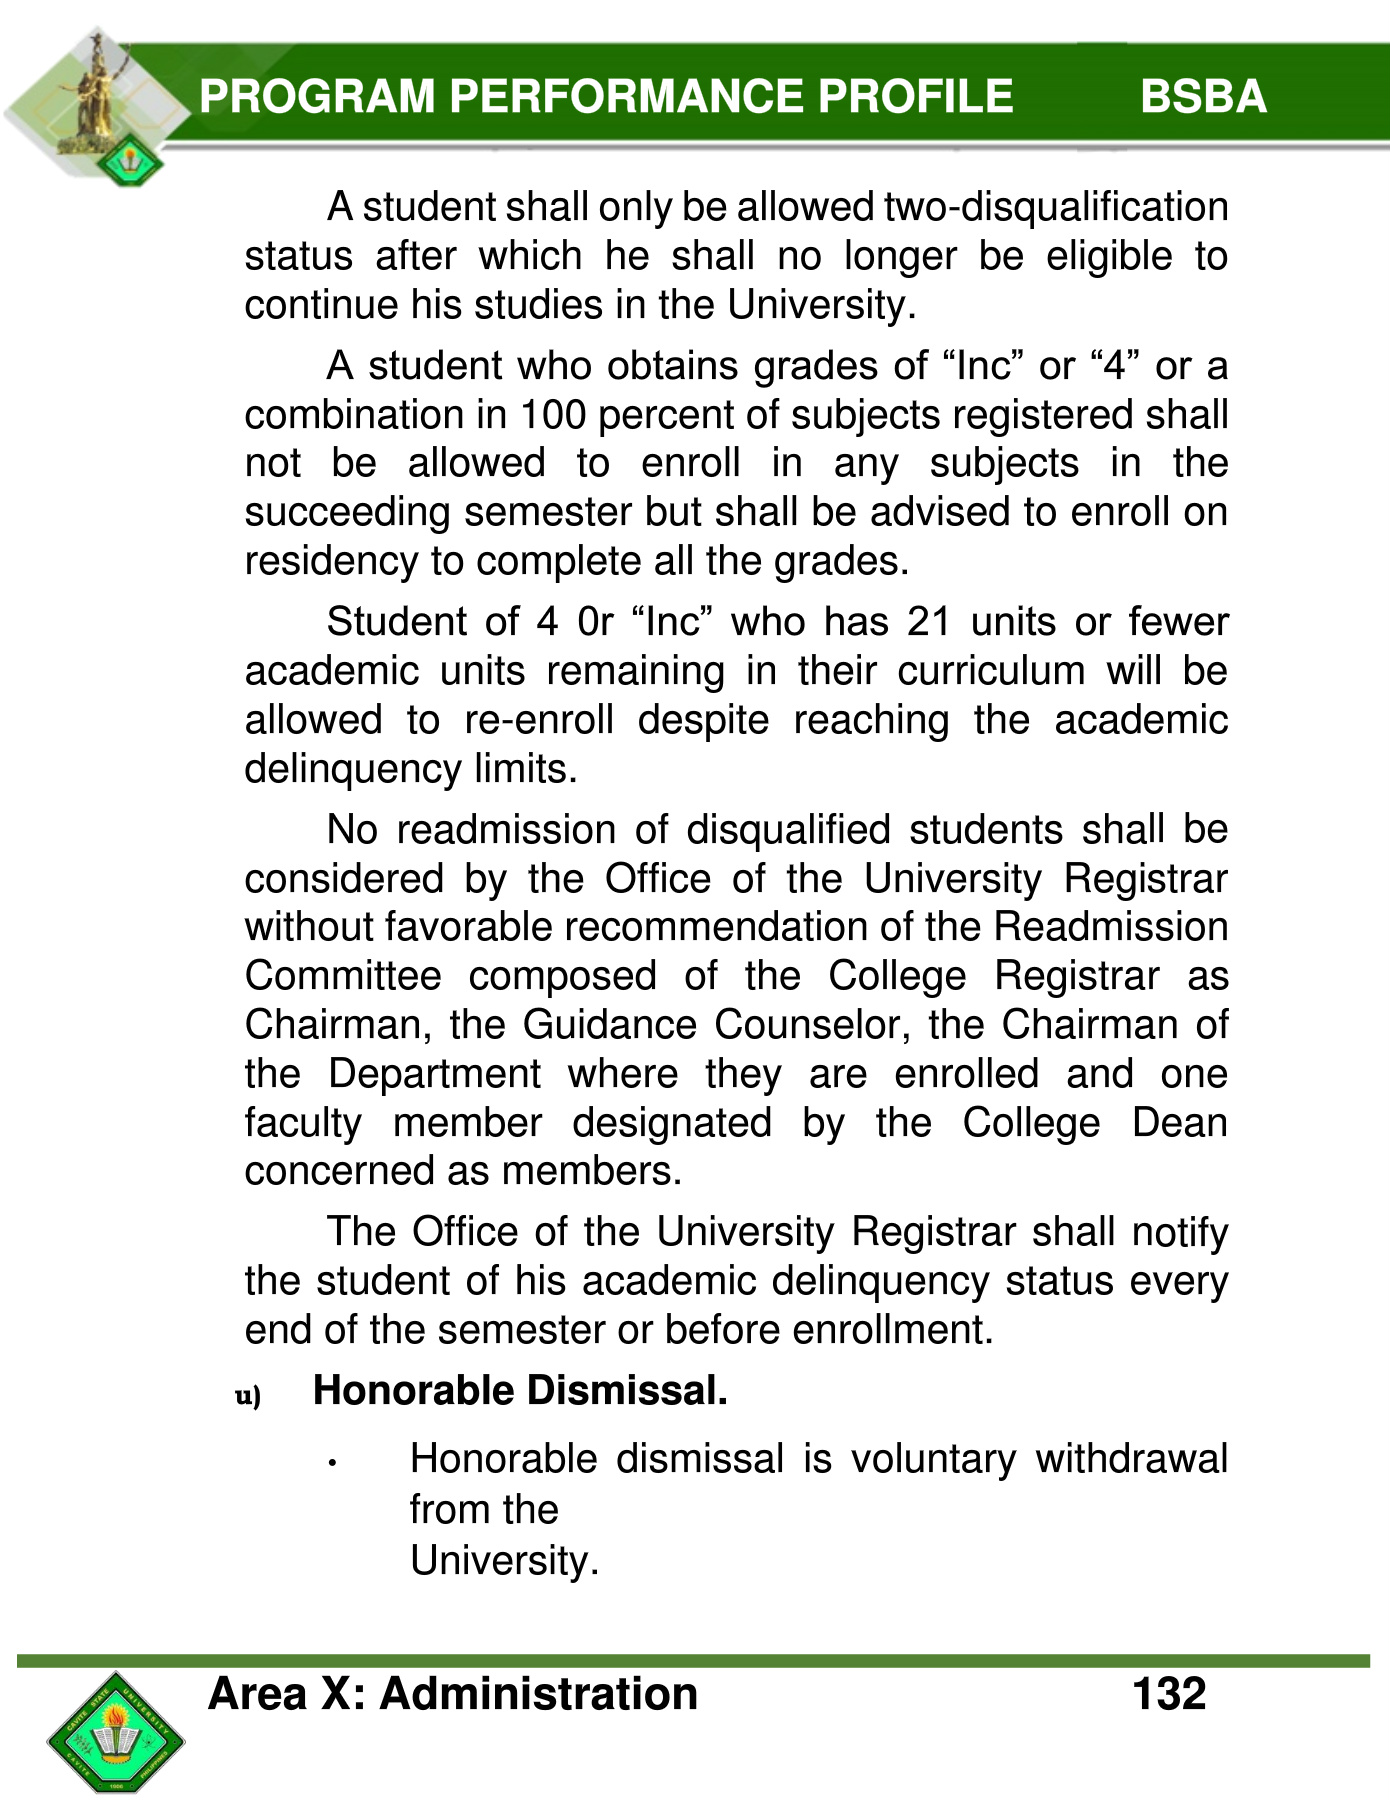 PROGRAM PERFORMANCE PROFILE BSBA
A student shall only be allowed two-disqualification
status after which he shall no longer be eligible to
continue his studies in the University.
A student who obtains grades of “Inc” or “4” or a
combination in 100 percent of subjects registered shall
not be allowed to enroll in any subjects in the
succeeding semester but shall be advised to enroll on
residency to complete all the grades.
Student of 4 0r “Inc” who has 21 units or fewer
academic units remaining in their curriculum will be
allowed to re-enroll despite reaching the academic
delinquency limits.
No readmission of disqualified students shall be
considered by the Office of the University Registrar
without favorable recommendation of the Readmission
Committee composed of the College Registrar as
Chairman, the Guidance Counselor, the Chairman of
the Department where they are enrolled and one
faculty member designated by the College Dean
concerned as members.
The Office of the University Registrar shall notify
the student of his academic delinquency status every
end of the semester or before enrollment.
u) Honorable Dismissal.
• Honorable dismissal is voluntary withdrawal
from the
University.
Area X: Administration 132
CAVITE STATE UNIVERSITY
CAVITE 1906 PHILIPPINES